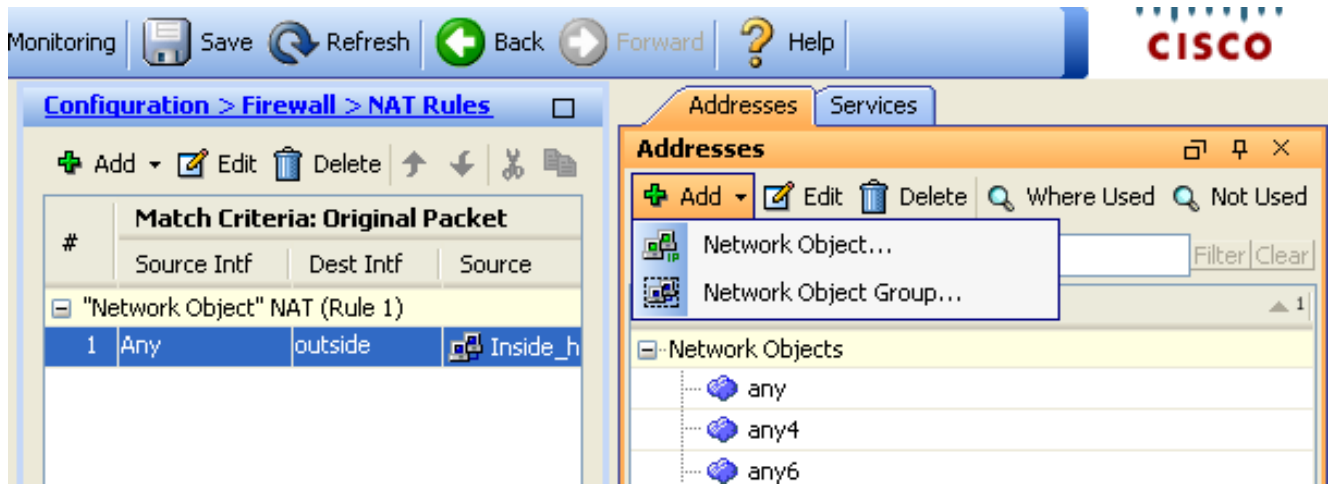 Monitoring Save Refresh Back Forward Help
CISCO
Configuration > Firewall > NAT Rules
Add Edit Delete
# Match Criteria: Original Packet
Source Intf Dest Intf Source
"Network Object" NAT (Rule 1)
1 Any outside Inside_h
Addresses Services
Addresses
Add Edit Delete Where Used Not Used
Network Object...
Filter Clear
Network Object Group...
1
Network Objects
any
any4
any6